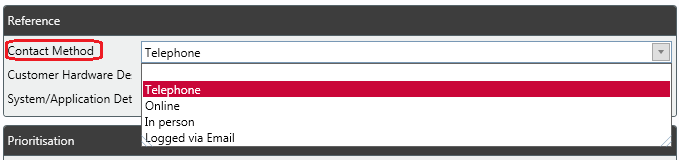 Reference
Contact Method
Telephone
Customer Hardware De
Telephone
System/Application Det
Online
In person
Logged via Email
Prioritisation